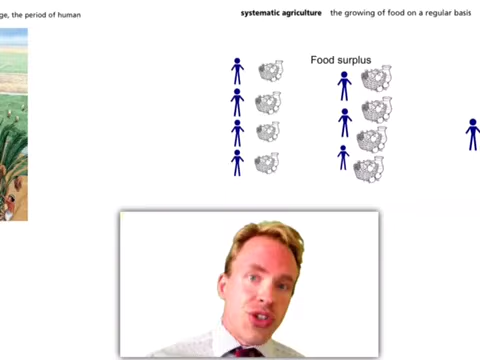 ge, the period of human
systematic agriculture the growing of food on a regular basis
Food surplus